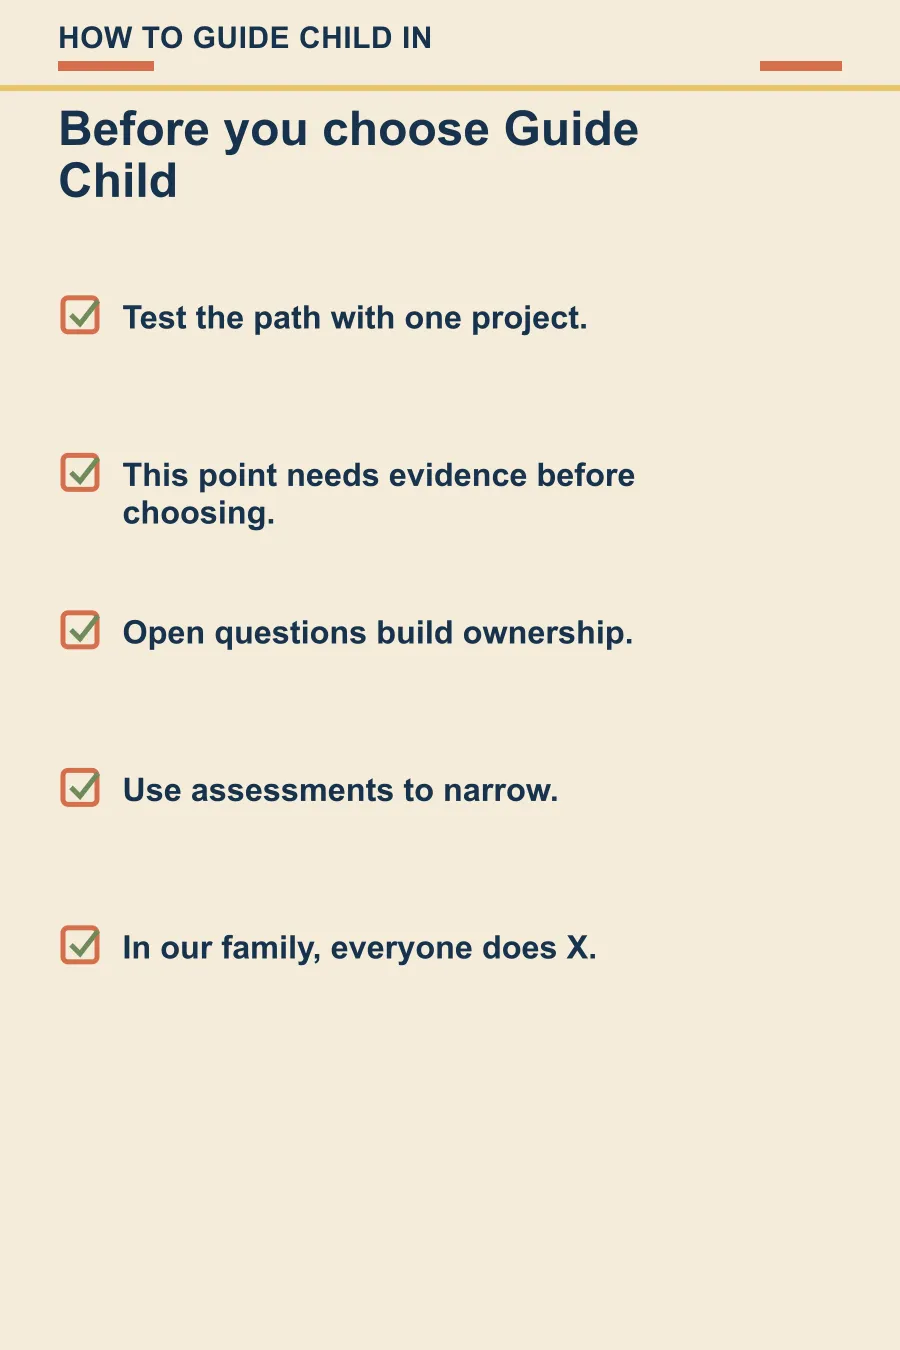 HOW TO GUIDE CHILD IN
Before you choose Guide
Child
Test the path with one project.
This point needs evidence before
choosing.
Open questions build ownership.
Use assessments to narrow.
In our family, everyone does X.